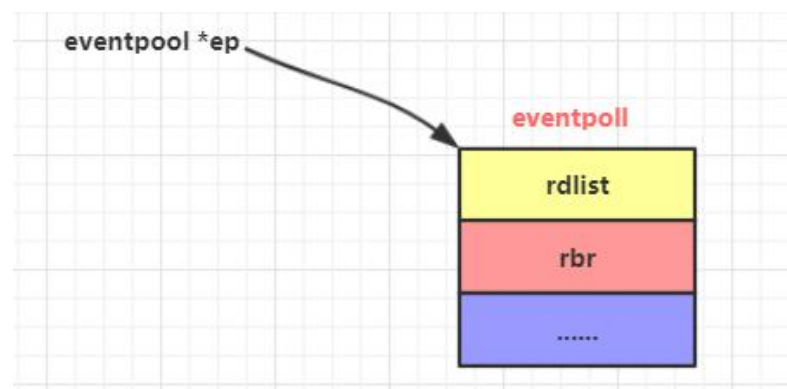 eventpool *ep
eventpoll
rdlist
rbr
......